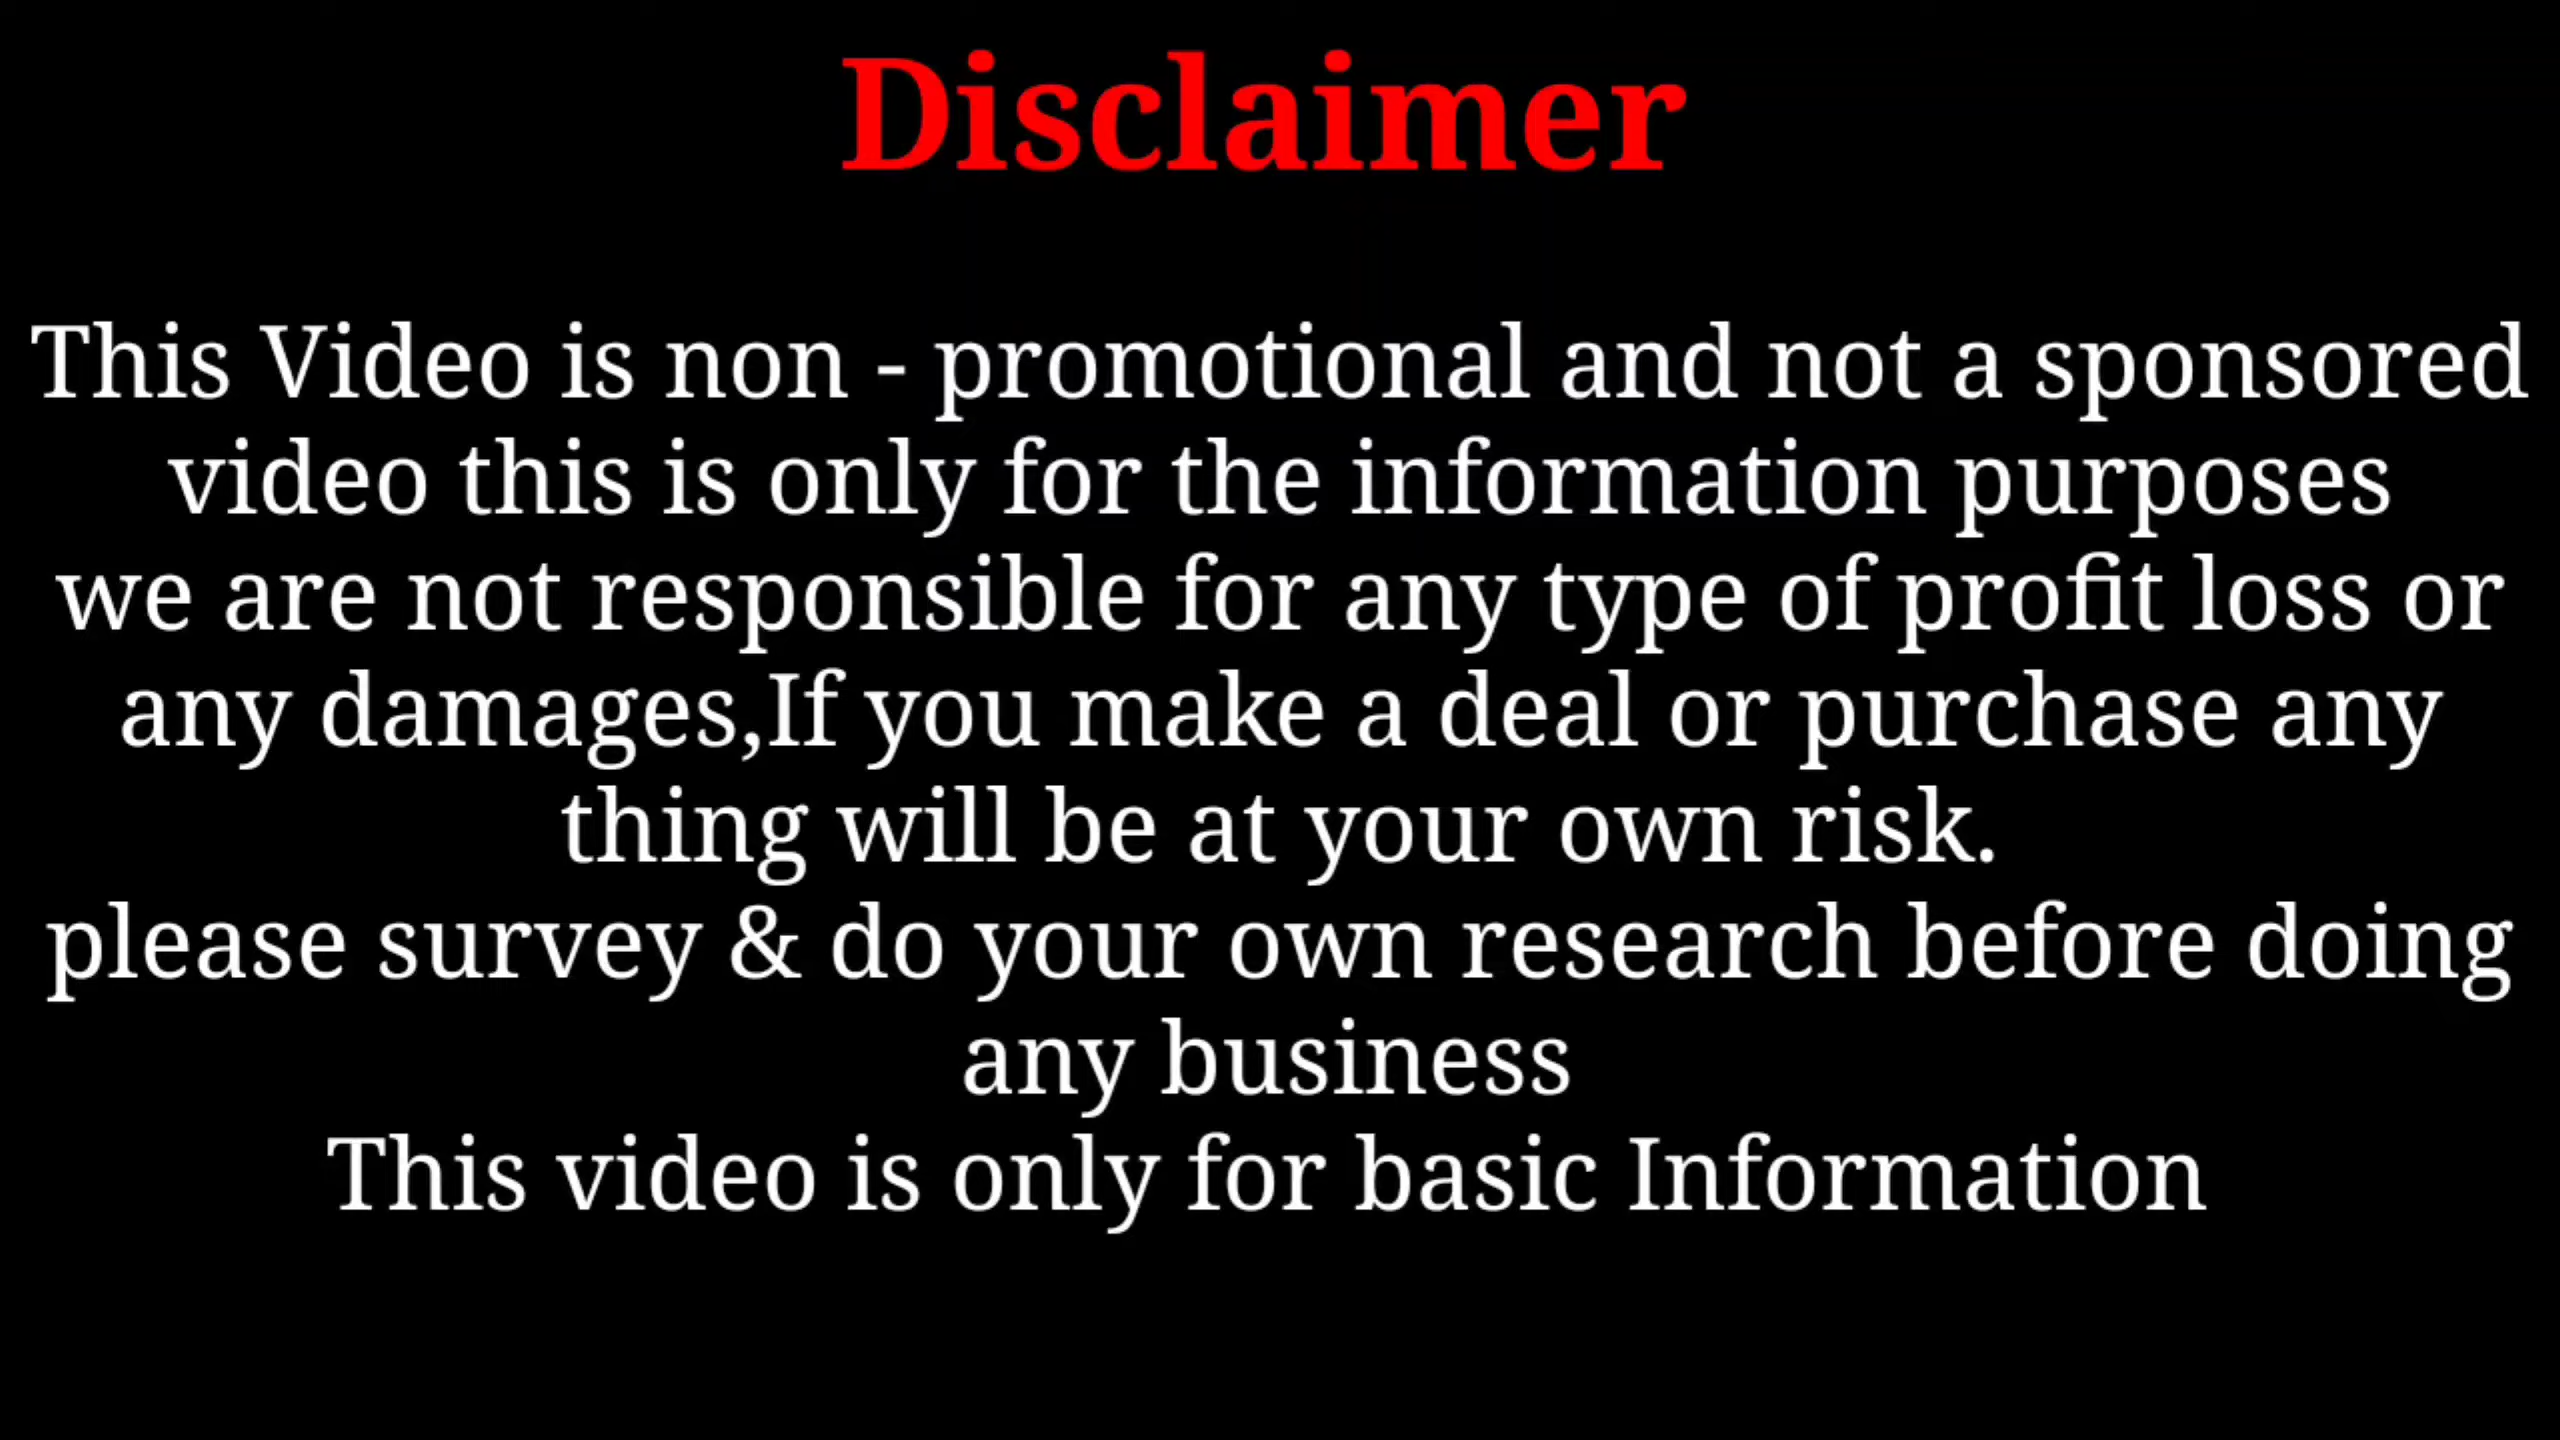 Disclaimer
This Video is non - promotional and not a sponsored
video this is only for the information purposes
we are not responsible for any type of profit loss or
any damages,If you make a deal or purchase any
thing will be at your own risk.
please survey & do your own research before doing
any business
This video is only for basic Information